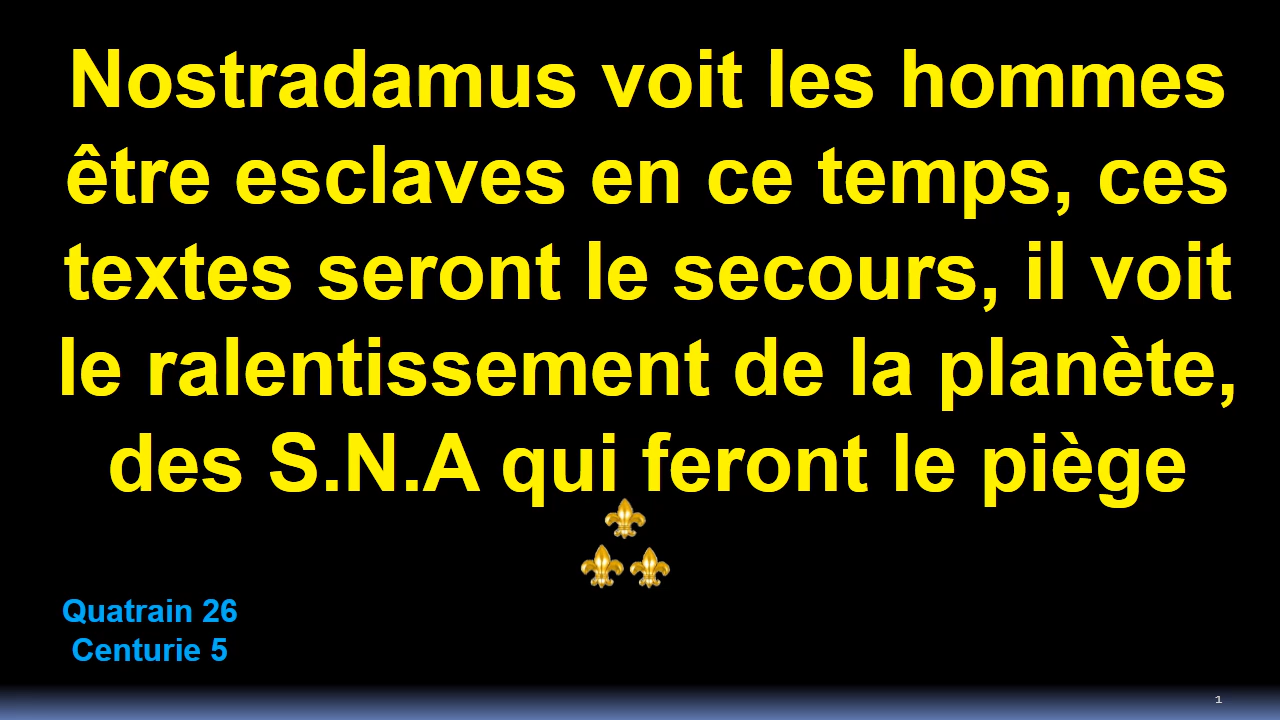 Nostradamus voit les hommes
être esclaves en ce temps, ces
textes seront le secours, il voit
le ralentissement de la planète,
des S.N.A qui feront le piège
Quatrain 26
Centurie 5
1